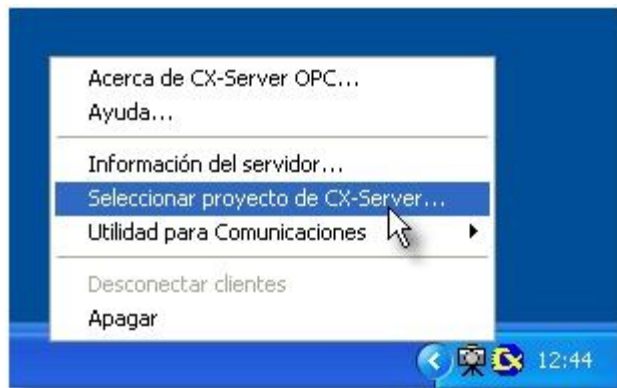 Acerca de CX-Server OPC...
Ayuda...
Información del servidor...
Seleccionar proyecto de CX-Server...
Utilidad para Comunicaciones
Desconectar clientes
Apagar
Cx 12:44